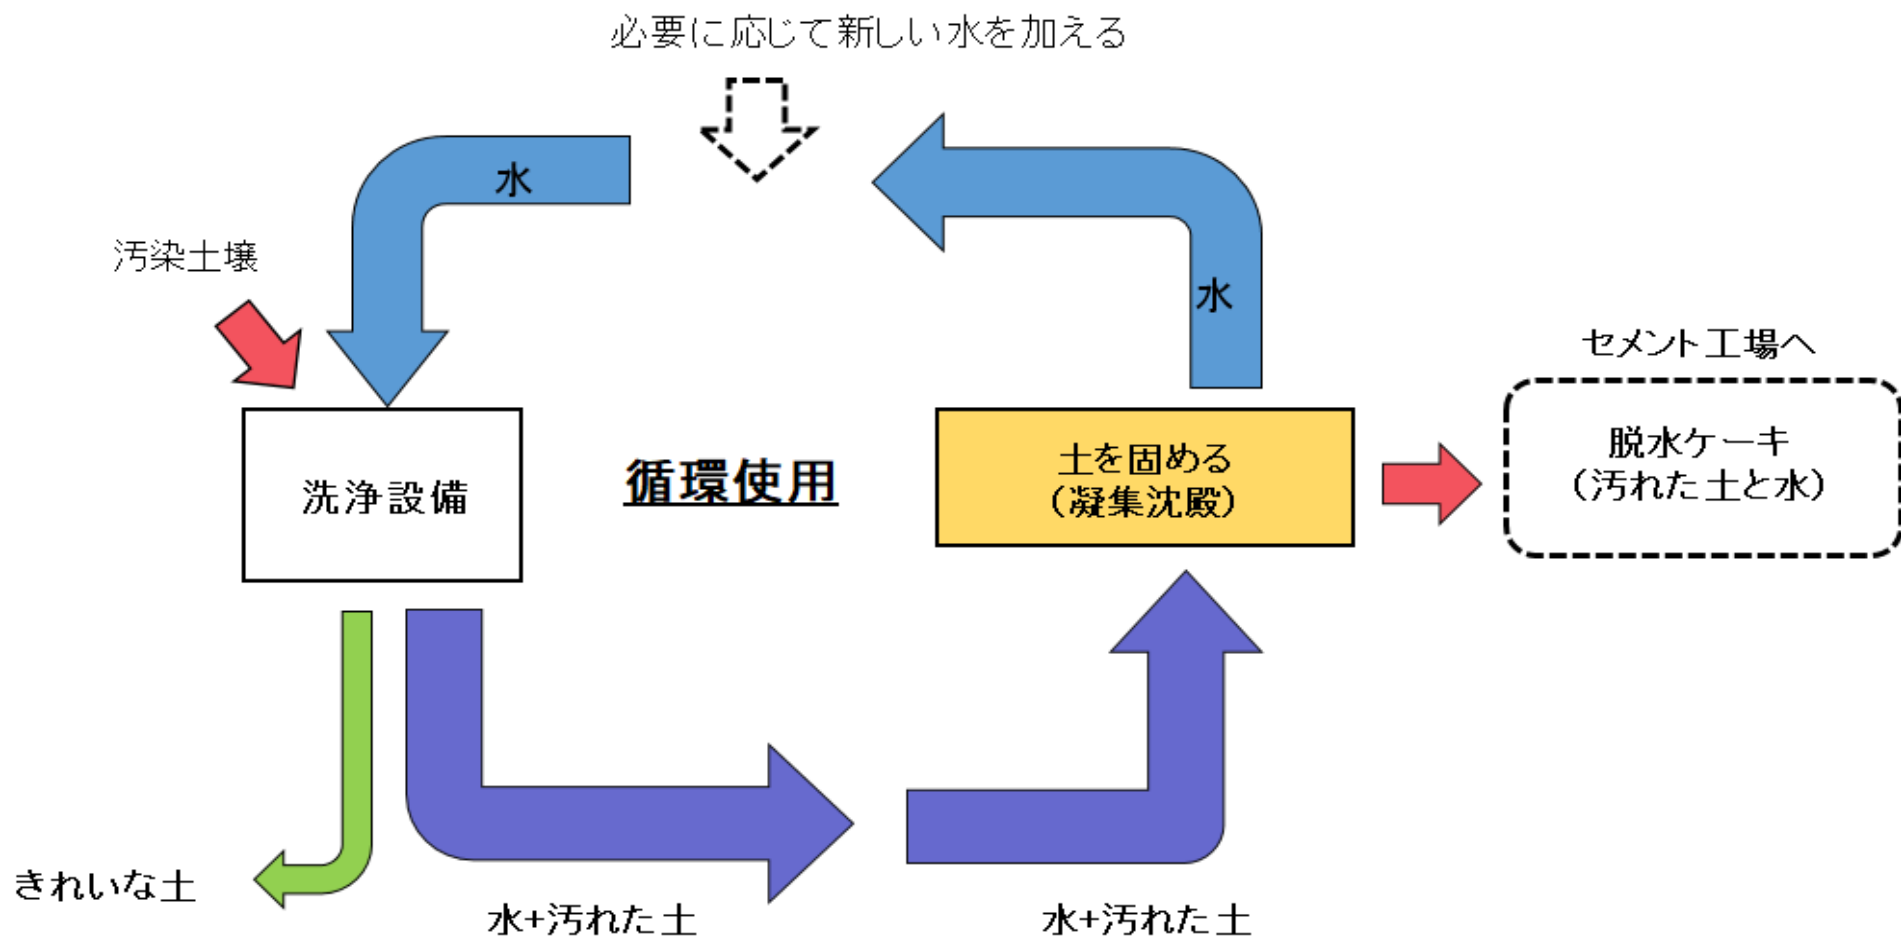 必要に応じて新しい水を加える
水
汚染土壌
水
セメント工場へ
洗浄設備
循環使用
土を固める
（凝集沈殿）
脱水ケーキ
（汚れた土と水）
きれいな土
水+汚れた土
水+汚れた土